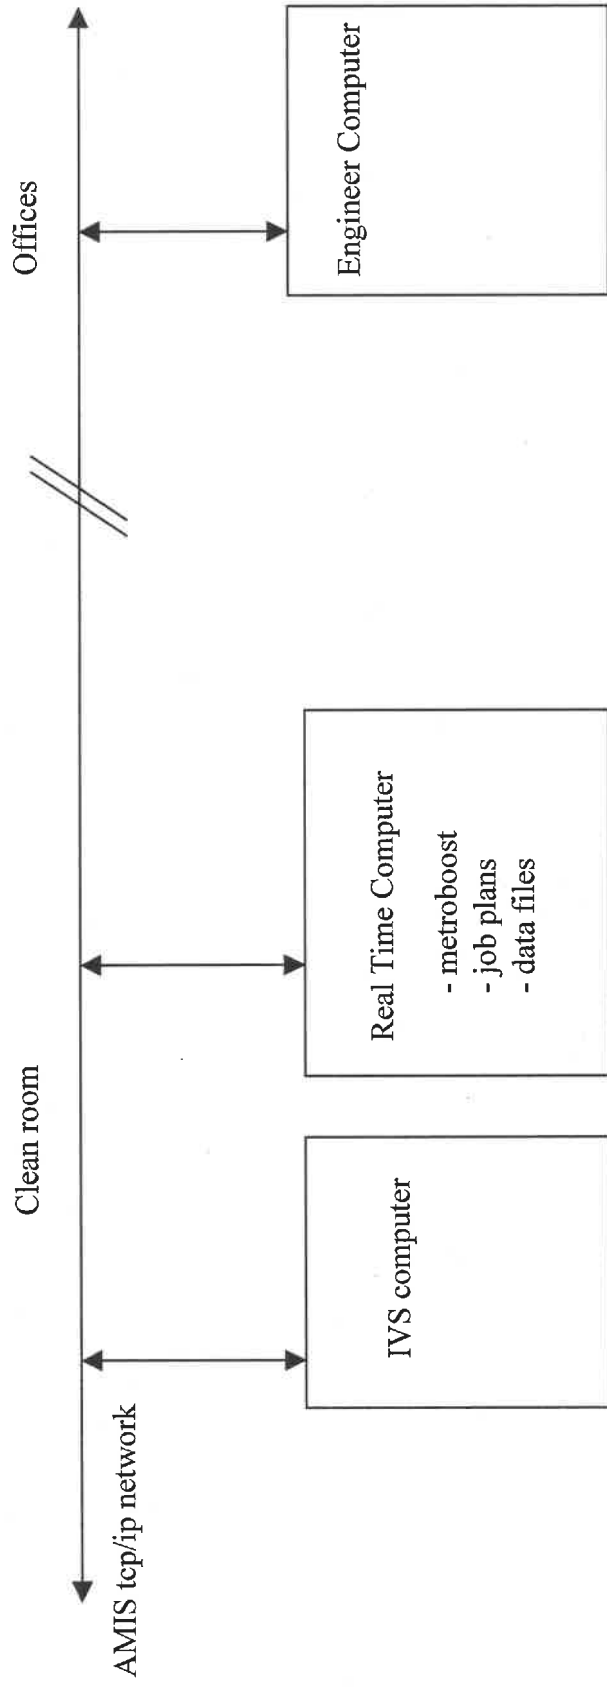 Clean room
Offices
AMIS tcp/ip network
IVS computer
Real Time Computer
- metroboost
- job plans
- data files
Engineer Computer